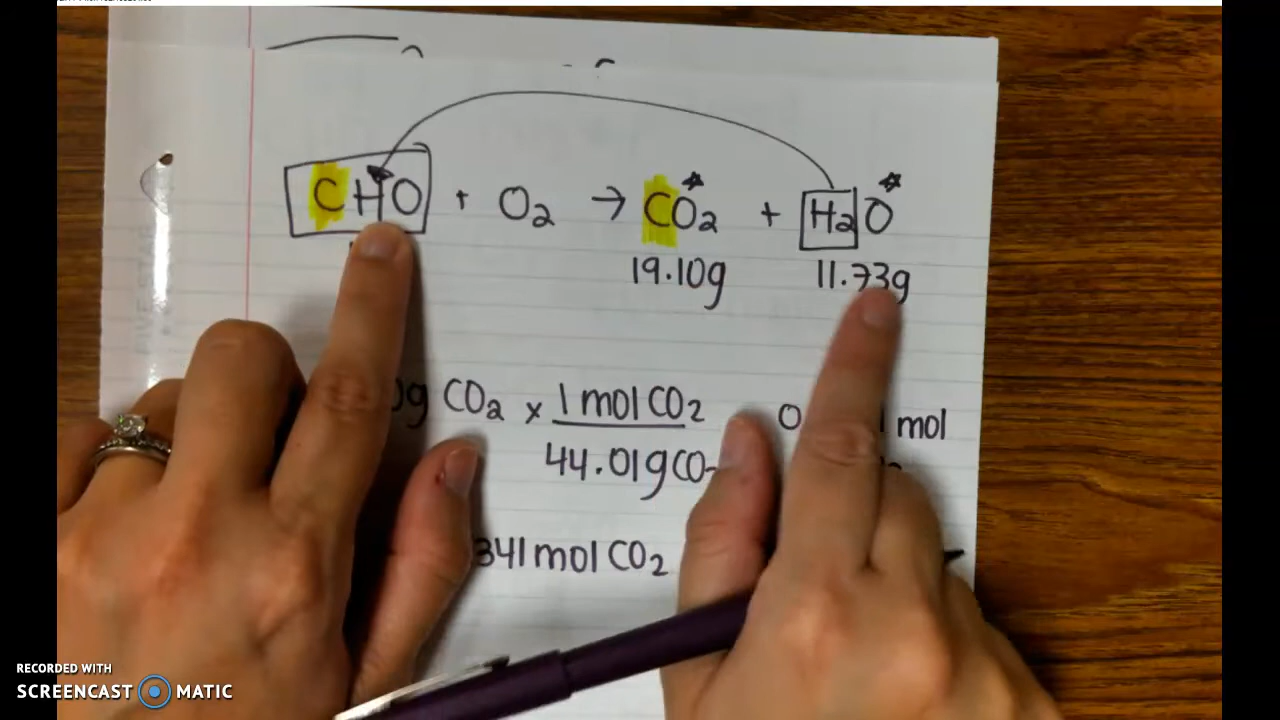 CHO + O₂ → CO₂ + H₂O
19.10g 11.73g
g CO₂ x 1 mol CO₂ mol
44.01g CO
341 mol CO₂
RECORDED WITH
SCREENCAST MATIC